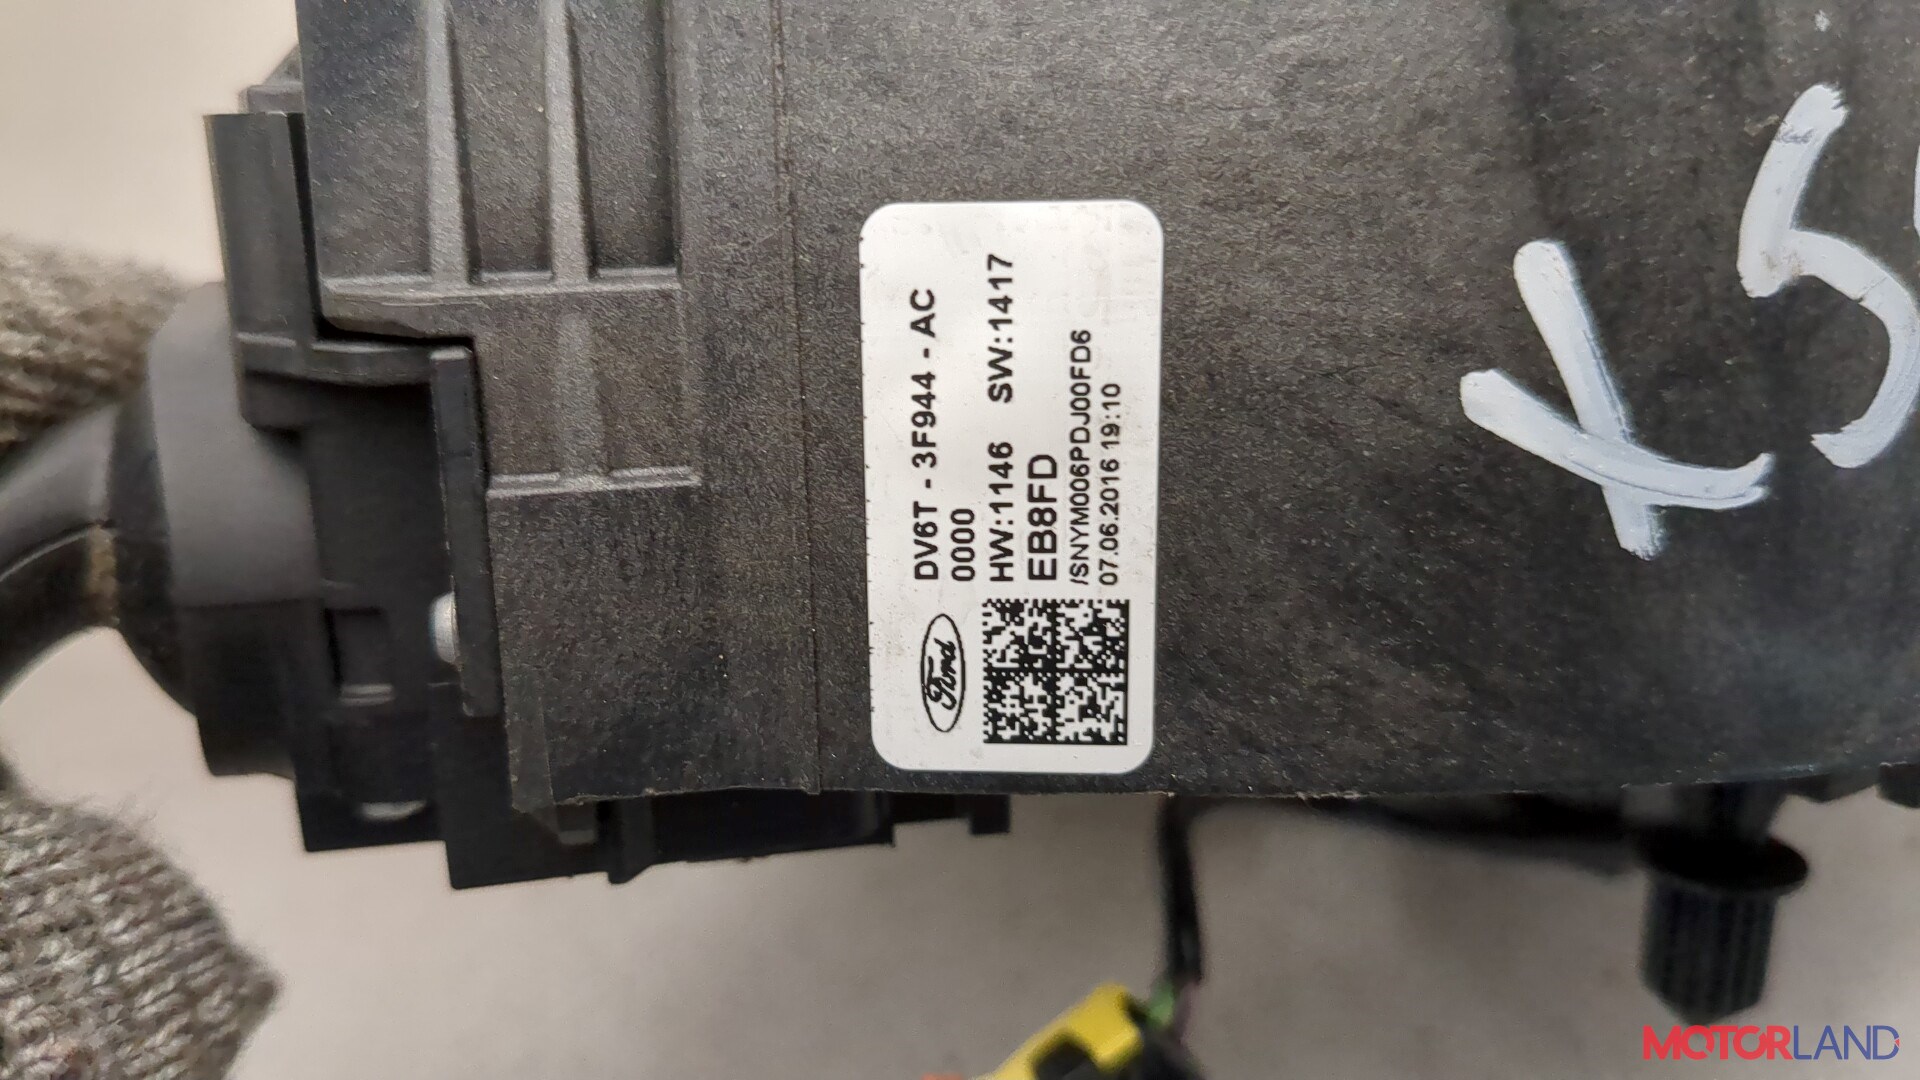 Ford
DV6T - 3F944 - AC
0000
HW:1146 SW:1417
EB8FD
/SNYM006PDJ00FD6
07.06.2016 19:10
MOTORLAND